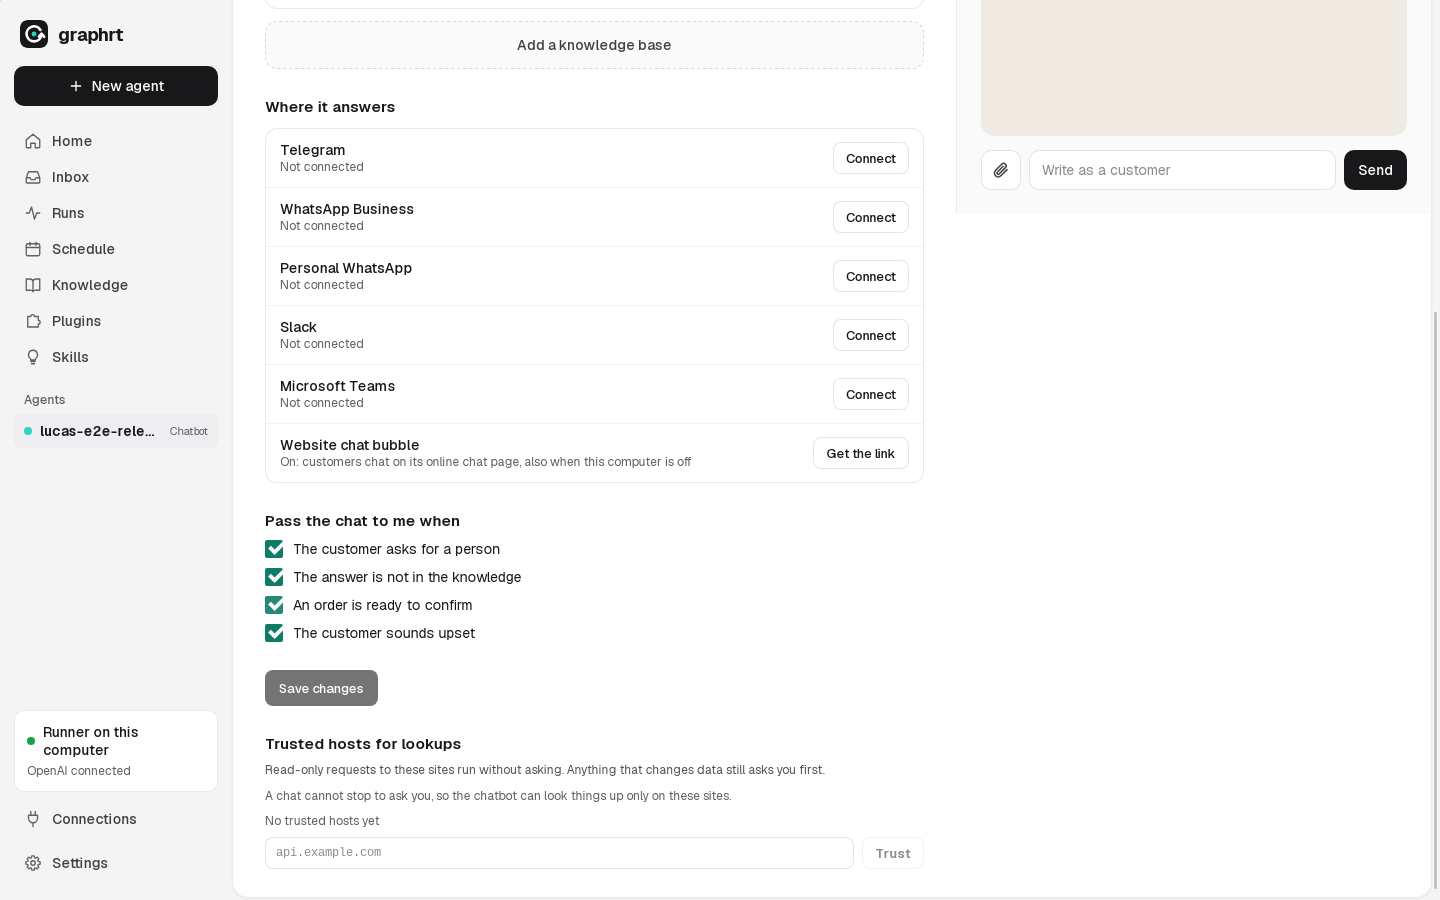 graphrt
New agent
Home
Inbox
Runs
Schedule
Knowledge
Plugins
Skills
Agents
lucas-e2e-rele... Chatbot
Runner on this
computer
OpenAI connected
Connections
Settings
Add a knowledge base
Where it answers
Telegram
Not connected
Connect
WhatsApp Business
Not connected
Connect
Personal WhatsApp
Not connected
Connect
Slack
Not connected
Connect
Microsoft Teams
Not connected
Connect
Website chat bubble
On: customers chat on its online chat page, also when this computer is off
Get the link
Pass the chat to me when
The customer asks for a person
The answer is not in the knowledge
An order is ready to confirm
The customer sounds upset
Save changes
Trusted hosts for lookups
Read-only requests to these sites run without asking. Anything that changes data still asks you first.
A chat cannot stop to ask you, so the chatbot can look things up only on these sites.
No trusted hosts yet
api.example.com
Trust
Write as a customer
Send